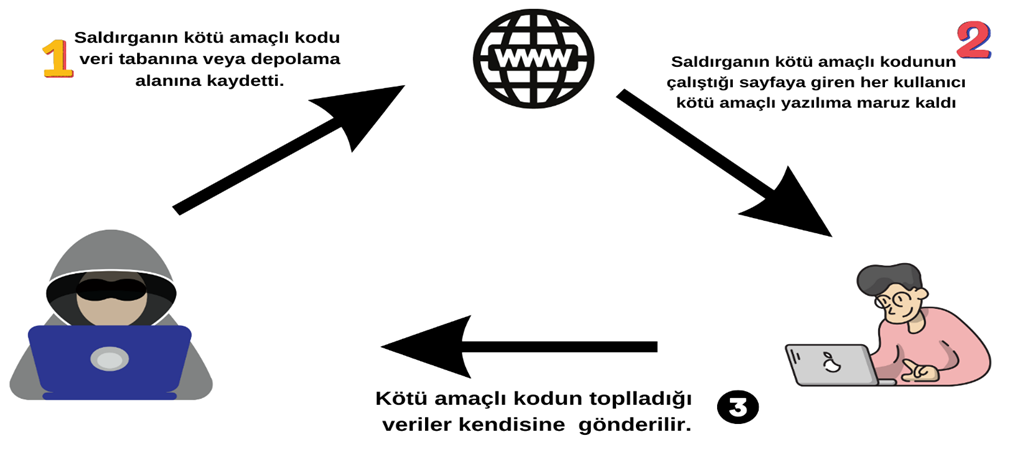 1
Saldırganın kötü amaçlı kodu
veri tabanına veya depolama
alanına kaydetti.
WWW
2
Saldırganın kötü amaçlı kodunun
çalıştığı sayfaya giren her kullanıcı
kötü amaçlı yazılıma maruz kaldı
Kötü amaçlı kodun toplladığı
veriler kendisine gönderilir.
3